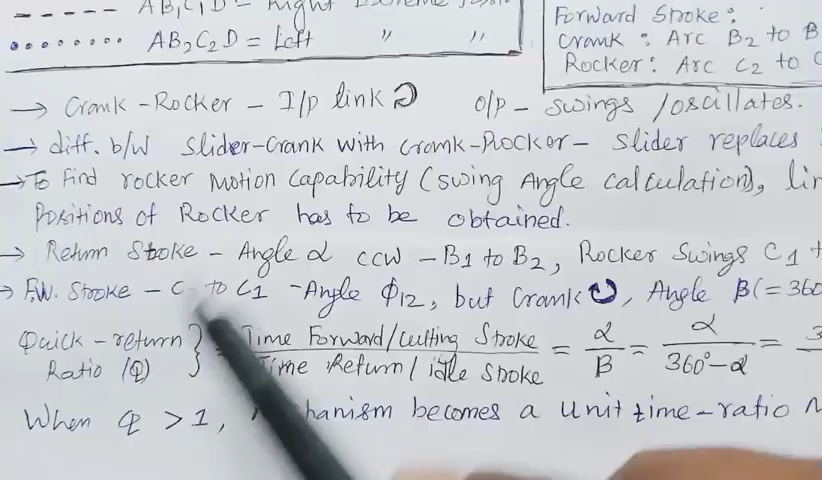 ----- AB₁C₁D = Right Extreme
........ AB₂C₂D = Left " "
Forward Stroke:
Crank : Arc B₂ to B
Rocker: Arc C₂ to C
→ Crank-Rocker - I/p link O/p - swings /oscillates.
→ diff. b/w Slider-Crank with Crank-Rocker - slider replaces
→ To find rocker Motion Capability (Swing Angle calculation),
Positions of Rocker has to be obtained.
→ Return Stroke - Angle α CCW - B₁ to B₂, Rocker Swings C₁
→ F.W. Stroke - C to C₁ - Angle Φ₁₂, but Crank, Angle β(= 360
Quick-return Ratio (Q) } = Time Forward/Cutting Stroke / Time Return/idle Stroke = α / β = α / 360°-α =
When Q > 1, becomes a Unit time-ratio